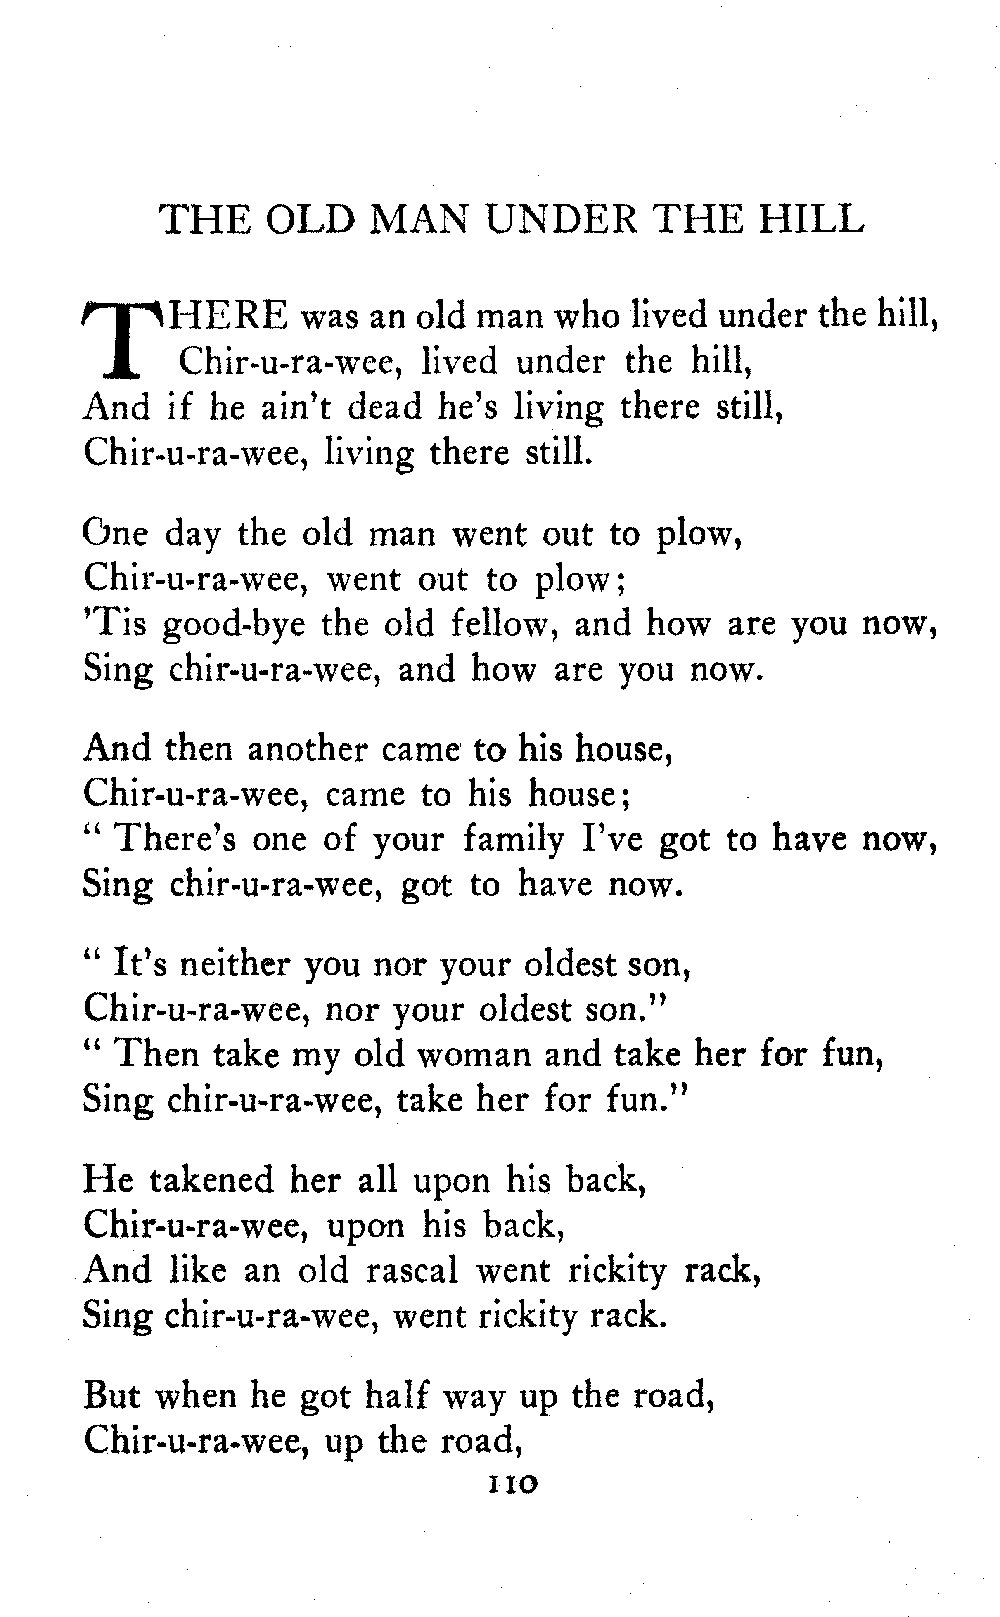 THE OLD MAN UNDER THE HILL
THERE was an old man who lived under the hill,
Chir-u-ra-wee, lived under the hill,
And if he ain't dead he's living there still,
Chir-u-ra-wee, living there still.
One day the old man went out to plow,
Chir-u-ra-wee, went out to plow;
'Tis good-bye the old fellow, and how are you now,
Sing chir-u-ra-wee, and how are you now.
And then another came to his house,
Chir-u-ra-wee, came to his house;
" There's one of your family I've got to have now,
Sing chir-u-ra-wee, got to have now.
" It's neither you nor your oldest son,
Chir-u-ra-wee, nor your oldest son."
" Then take my old woman and take her for fun,
Sing chir-u-ra-wee, take her for fun."
He takened her all upon his back,
Chir-u-ra-wee, upon his back,
And like an old rascal went rickity rack,
Sing chir-u-ra-wee, went rickity rack.
But when he got half way up the road,
Chir-u-ra-wee, up the road,
110